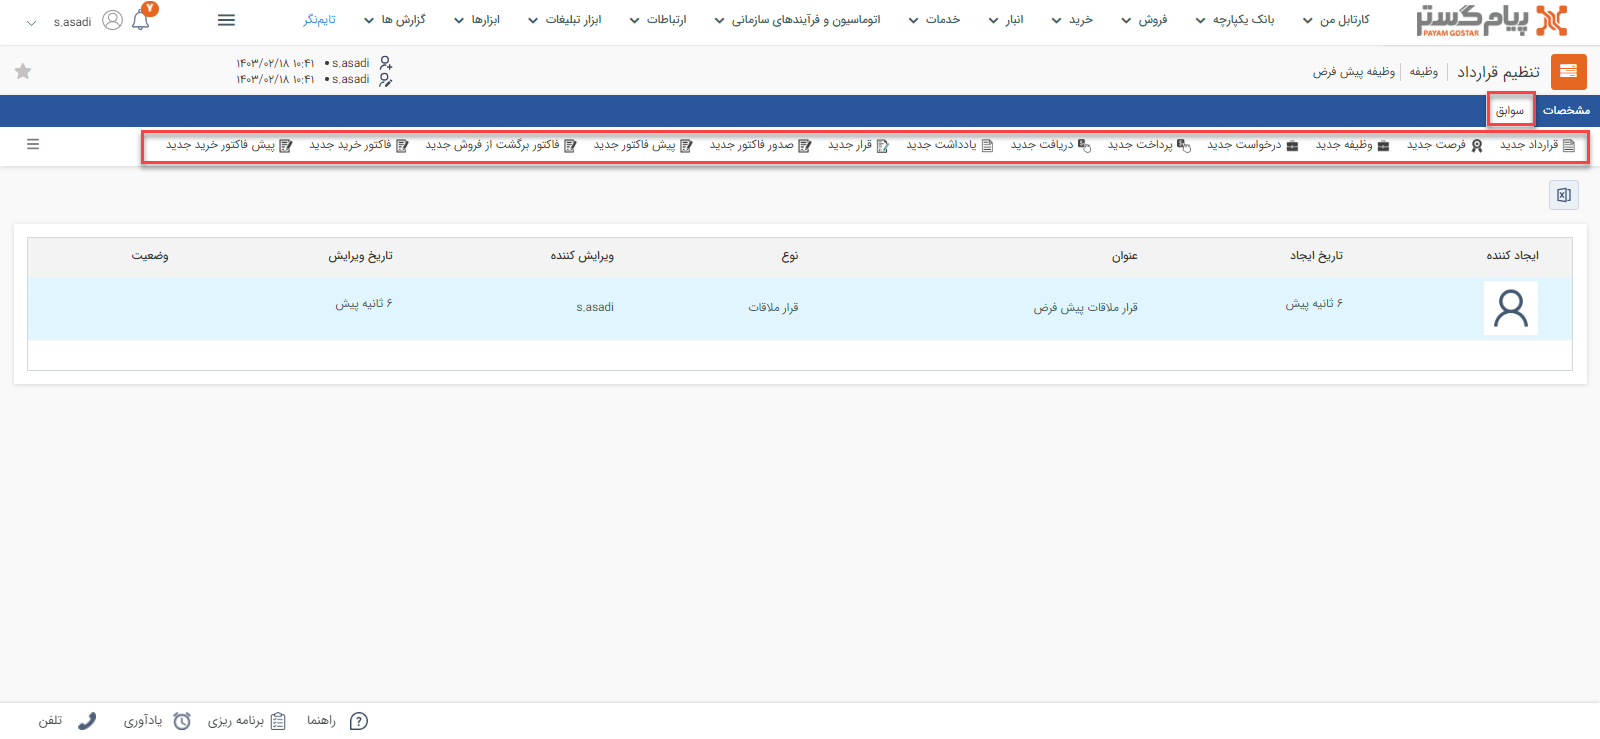 پیام گستر
PAYAM GOSTAR
کارتابل من
بانک یکپارچه
فروش
خرید
انبار
خدمات
اتوماسیون و فرآیندهای سازمانی
ارتباطات
ابزار تبلیغات
ابزارها
گزارش ها
تایم‌نگر
۷
s.asadi
تنظیم قرارداد | وظیفه | وظیفه پیش فرض
s.asadi • ۱۴۰۳/۰۲/۱۸ ۱۰:۴۱
s.asadi • ۱۴۰۳/۰۲/۱۸ ۱۰:۴۱
مشخصات
سوابق
قرارداد جدید
فرصت جدید
وظیفه جدید
درخواست جدید
پرداخت جدید
دریافت جدید
یادداشت جدید
قرار جدید
صدور فاکتور جدید
پیش فاکتور جدید
فاکتور برگشت از فروش جدید
فاکتور خرید جدید
پیش فاکتور خرید جدید
ایجاد کننده
تاریخ ایجاد
عنوان
نوع
ویرایش کننده
تاریخ ویرایش
وضعیت
۶ ثانیه پیش
قرار ملاقات پیش فرض
قرار ملاقات
s.asadi
۶ ثانیه پیش
راهنما
برنامه ریزی
یادآوری
تلفن